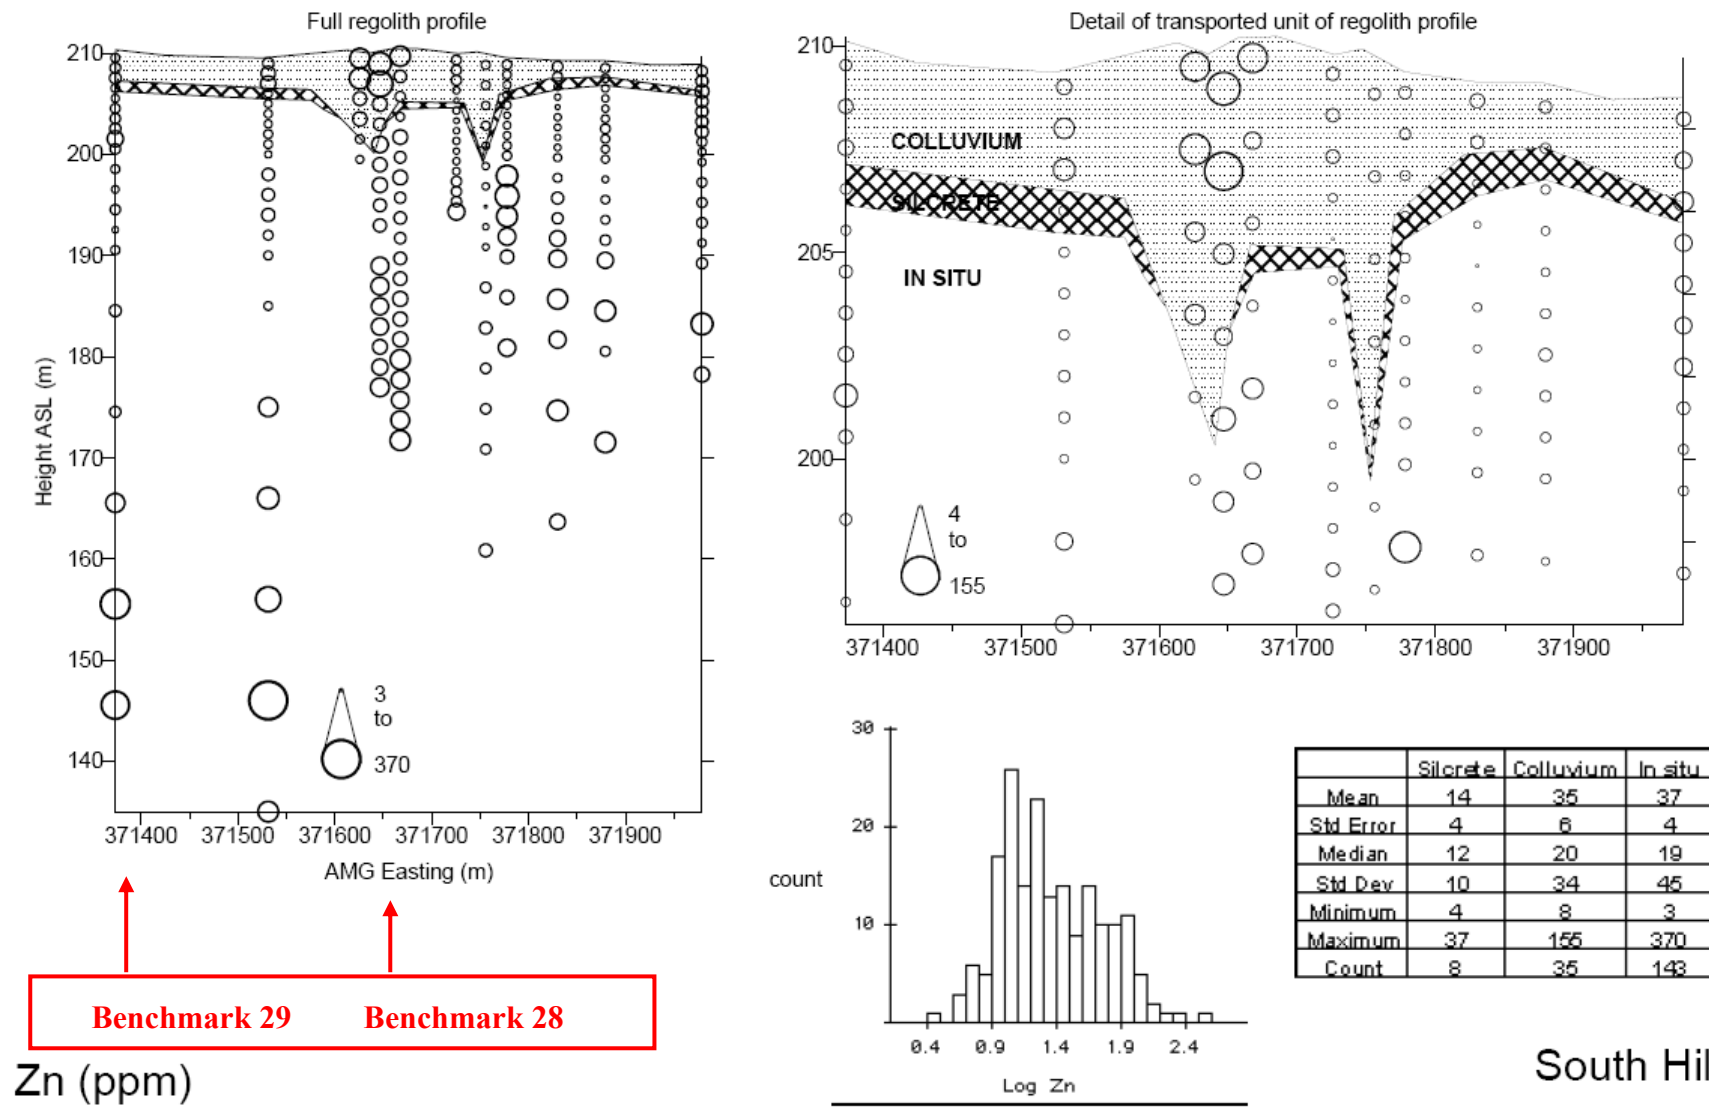 Full regolith profile
210
200
190
180
170
160
150
140
Height ASL (m)
3
to
370
371400 371500 371600 371700 371800 371900
AMG Easting (m)
Benchmark 29 Benchmark 28
Zn (ppm)
Detail of transported unit of regolith profile
210
205
200
COLLUVIUM
SILCRETE
IN SITU
4
to
155
371400 371500 371600 371700 371800 371900
30
20
10
count
0.4 0.9 1.4 1.9 2.4
Log Zn
Silcrete Colluvium In situ
Mean 14 35 37
Std Error 4 6 4
Median 12 20 19
Std Dev 10 34 45
Minimum 4 8 3
Maximum 37 155 370
Count 8 35 143
South Hil